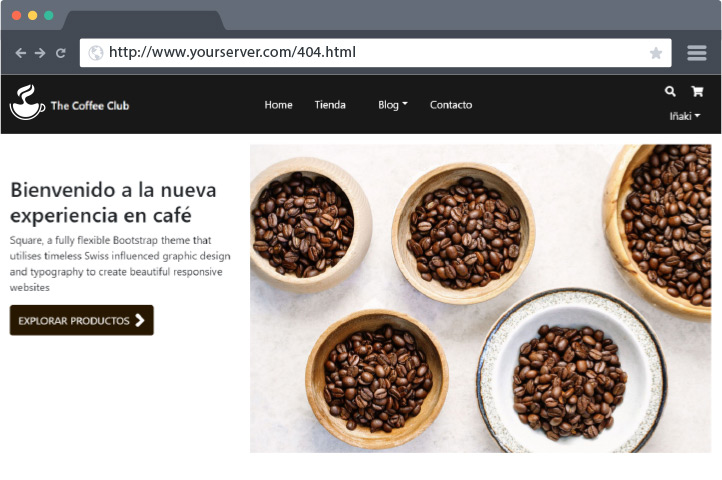 http://www.yourserver.com/404.html
The Coffee Club
Home Tienda Blog Contacto
Iñaki
Bienvenido a la nueva
experiencia en café
Square, a fully flexible Bootstrap theme that
utilises timeless Swiss influenced graphic design
and typography to create beautiful responsive
websites
EXPLORAR PRODUCTOS